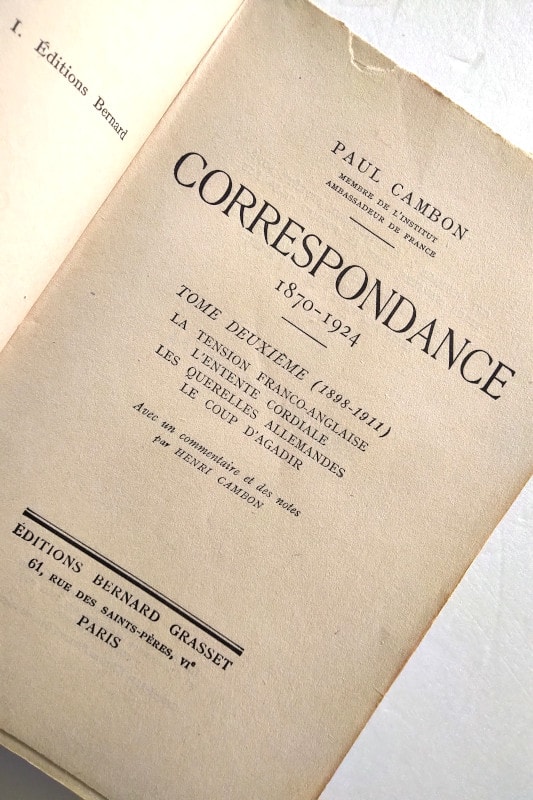 I. Éditions Bernard
PAUL CAMBON
MEMBRE DE L'INSTITUT
AMBASSADEUR DE FRANCE
CORRESPONDANCE
1870-1924
TOME DEUXIÈME (1898-1911)
LA TENSION FRANCO-ANGLAISE
L'ENTENTE CORDIALE
LES QUERELLES ALLEMANDES
LE COUP D'AGADIR
Avec un commentaire et des notes
par HENRI CAMBON
ÉDITIONS BERNARD GRASSET
61, RUE DES SAINTS-PÈRES, VIe
PARIS